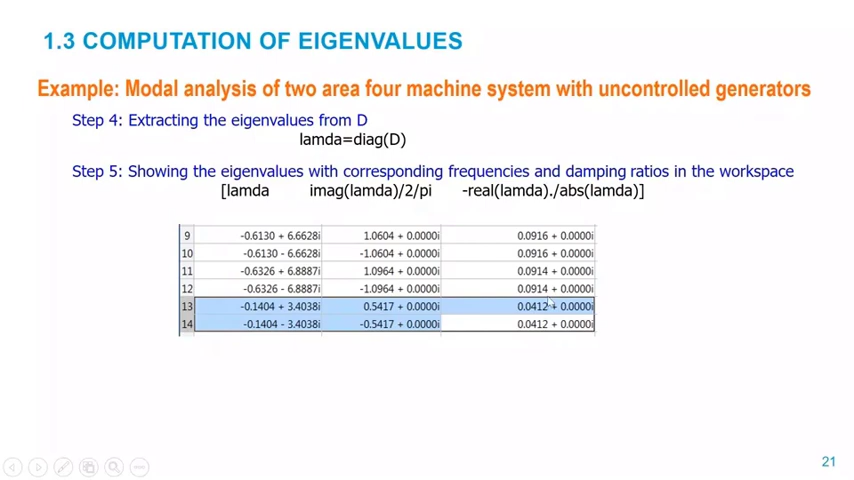 1.3 COMPUTATION OF EIGENVALUES
Example: Modal analysis of two area four machine system with uncontrolled generators
Step 4: Extracting the eigenvalues from D
lamda=diag(D)
Step 5: Showing the eigenvalues with corresponding frequencies and damping ratios in the workspace
[lamda imag(lamda)/2/pi -real(lamda)./abs(lamda)]
9 -0.6130 + 6.6628i 1.0604 + 0.0000i 0.0916 + 0.0000i
10 -0.6130 - 6.6628i -1.0604 + 0.0000i 0.0916 + 0.0000i
11 -0.6326 + 6.8887i 1.0964 + 0.0000i 0.0914 + 0.0000i
12 -0.6326 - 6.8887i -1.0964 + 0.0000i 0.0914 + 0.0000i
13 -0.1404 + 3.4038i 0.5417 + 0.0000i 0.0412 + 0.0000i
14 -0.1404 - 3.4038i -0.5417 + 0.0000i 0.0412 + 0.0000i
21